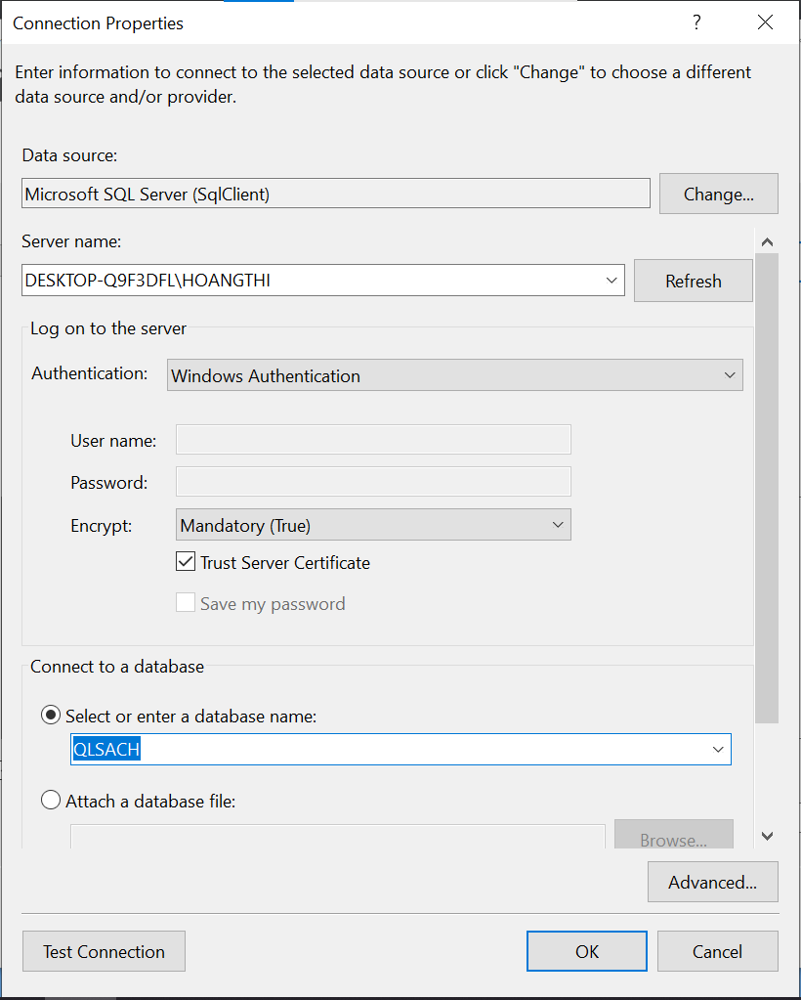 Connection Properties
?
Enter information to connect to the selected data source or click "Change" to choose a different
data source and/or provider.
Data source:
Microsoft SQL Server (SqlClient)
Change...
Server name:
DESKTOP-Q9F3DFL\HOANGTHI
Refresh
Log on to the server
Authentication:
Windows Authentication
User name:
Password:
Encrypt:
Mandatory (True)
Trust Server Certificate
Save my password
Connect to a database
Select or enter a database name:
QLSACH
Attach a database file:
Browse...
Advanced...
Test Connection
OK
Cancel